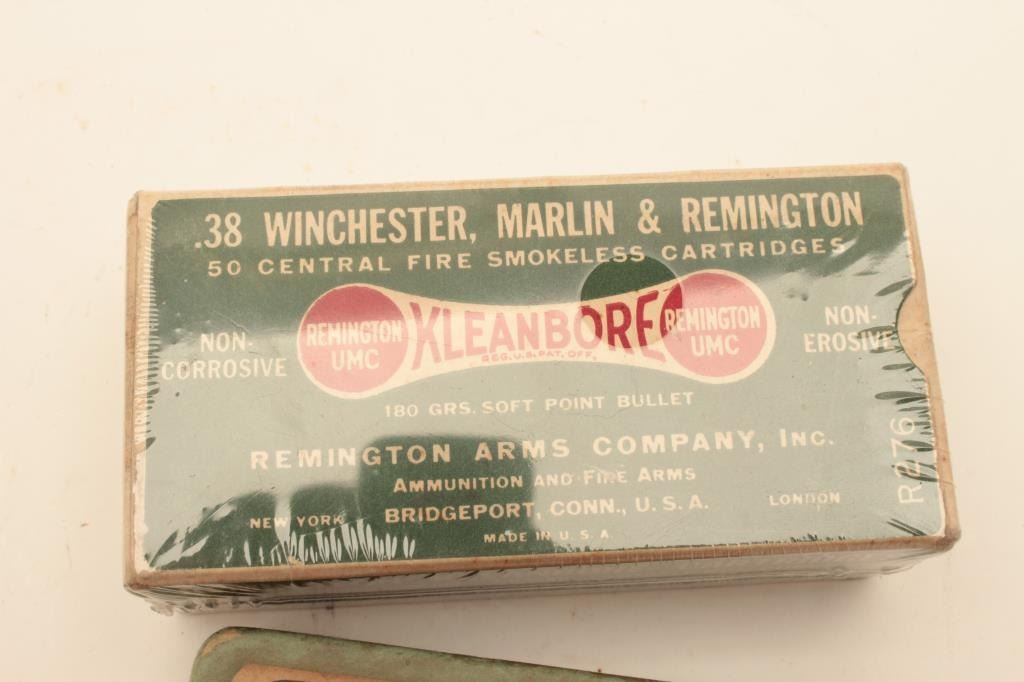 .38 WINCHESTER, MARLIN & REMINGTON
50 CENTRAL FIRE SMOKELESS CARTRIDGES
NON-
CORROSIVE
REMINGTON
UMC
KLEANBORE
REG. U.S. PAT. OFF.
REMINGTON
UMC
NON-
EROSIVE
180 GRS. SOFT POINT BULLET
REMINGTON ARMS COMPANY, INC.
AMMUNITION AND FIRE ARMS
NEW YORK
BRIDGEPORT, CONN., U.S.A.
LONDON
MADE IN U.S.A.
R276